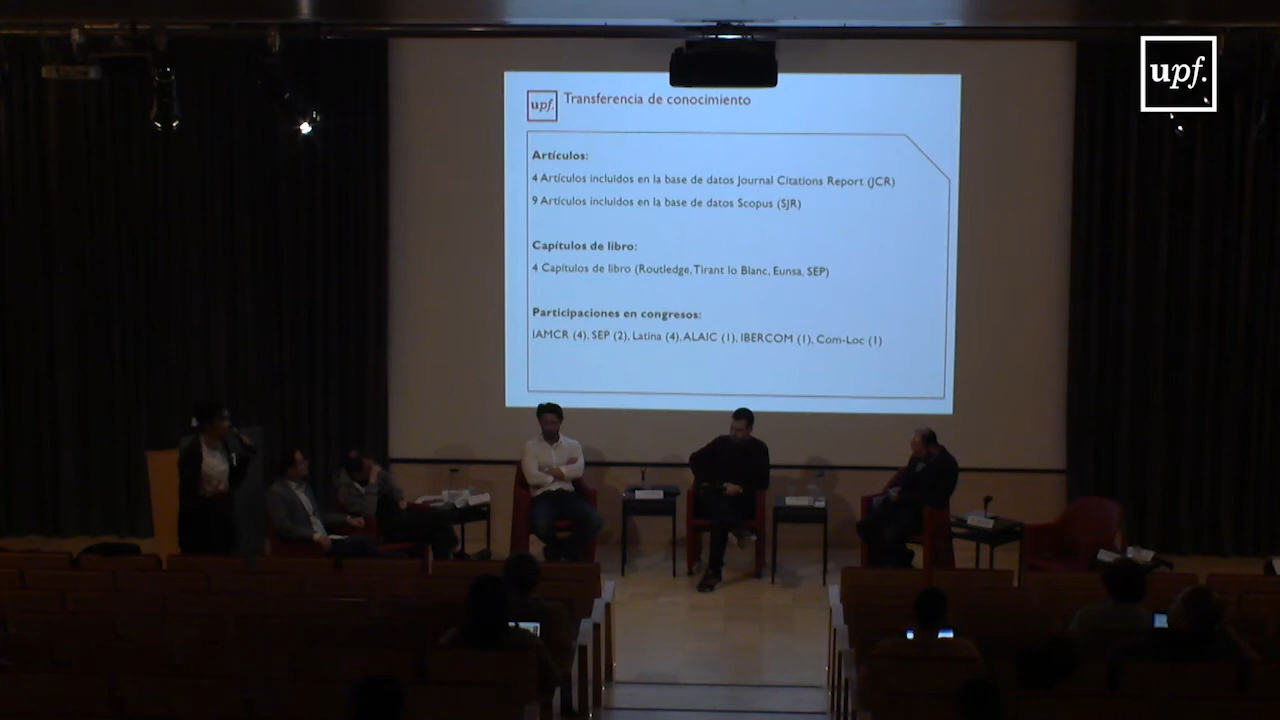 upf.
upf.
Transferencia de conocimiento
Artículos:
4 Artículos incluidos en la base de datos Journal Citations Report (JCR)
9 Artículos incluidos en la base de datos Scopus (SJR)
Capítulos de libro:
4 Capítulos de libro (Routledge, Tirant lo Blanc, Eunsa, SEP)
Participaciones en congresos:
IAMCR (4), SEP (2), Latina (4), ALAIC (1), IBERCOM (1), Com-Loc (1)